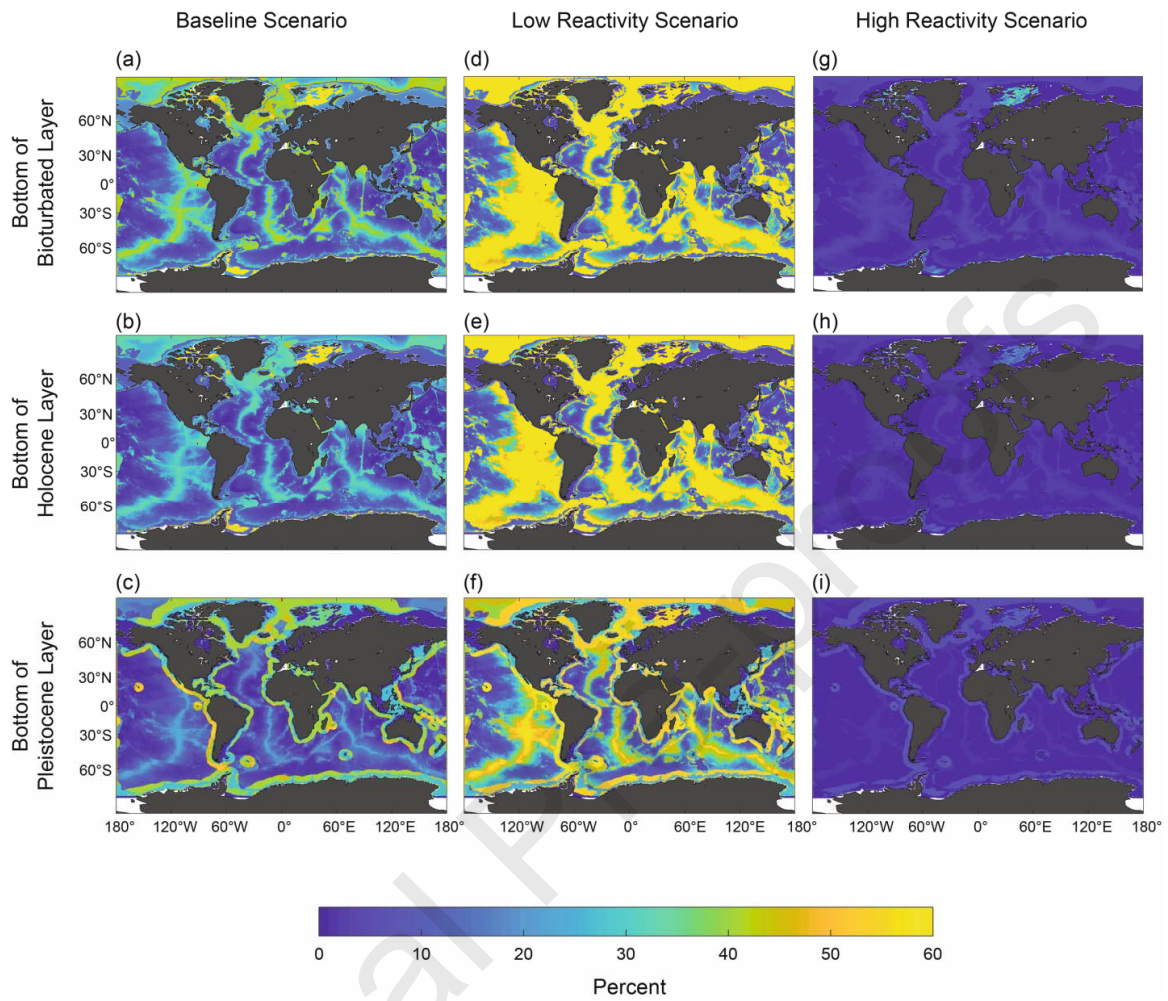 Baseline Scenario
Low Reactivity Scenario
High Reactivity Scenario
Bottom of
Bioturbated Layer
(a)
60°N
30°N
0°
30°S
60°S
(d)
(g)
Bottom of
Holocene Layer
(b)
60°N
30°N
0°
30°S
60°S
(e)
(h)
Bottom of
Pleistocene Layer
(c)
60°N
30°N
0°
30°S
60°S
(f)
(i)
180° 120°W 60°W 0° 60°E 120°E 180° 120°W 60°W 0° 60°E 120°E 180° 120°W 60°W 0° 60°E 120°E 180°
0 10 20 30 40 50 60
Percent
al Pre-proofs